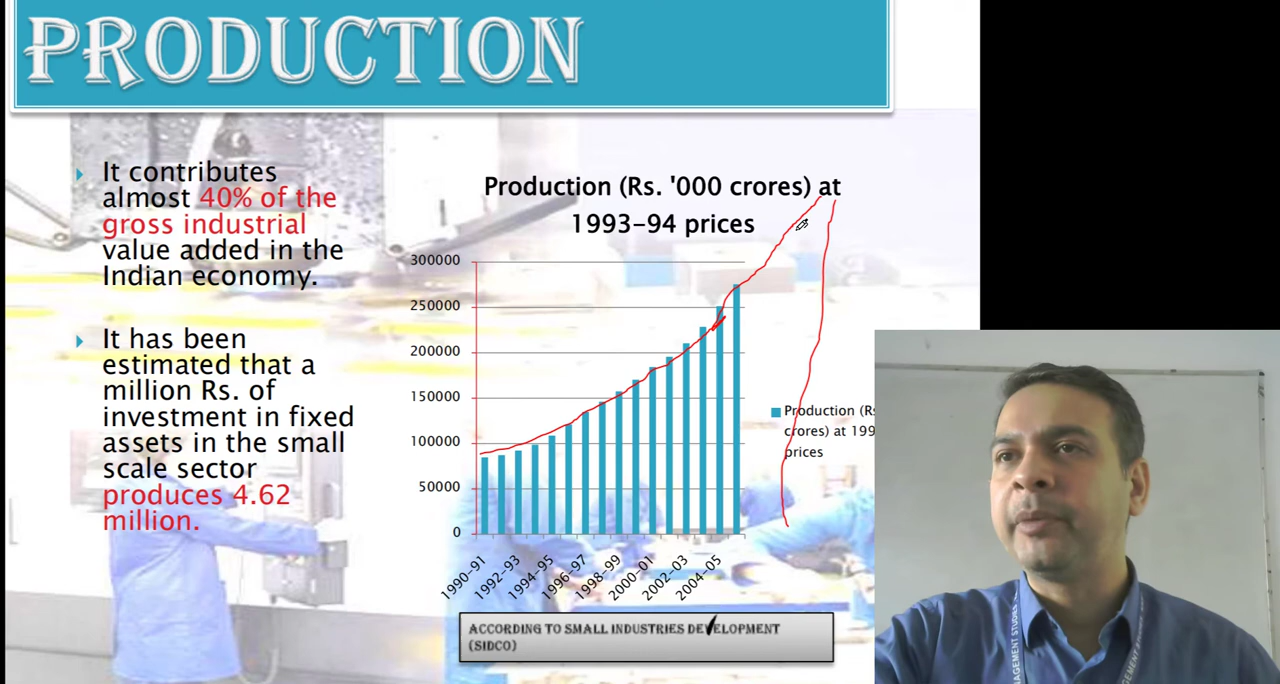 PRODUCTION
It contributes
almost 40% of the
gross industrial
value added in the
Indian economy.
It has been
estimated that a
million Rs. of
investment in fixed
assets in the small
scale sector
produces 4.62
million.
Production (Rs. '000 crores) at
1993-94 prices
300000
250000
200000
150000
100000
50000
0
1990-91
1992-93
1994-95
1996-97
1998-99
2000-01
2002-03
2004-05
Production (Rs
crores) at 199
prices
ACCORDING TO SMALL INDUSTRIES DEVELOPMENT
(SIDCO)
AGEMENT STUDIES
GEMENT